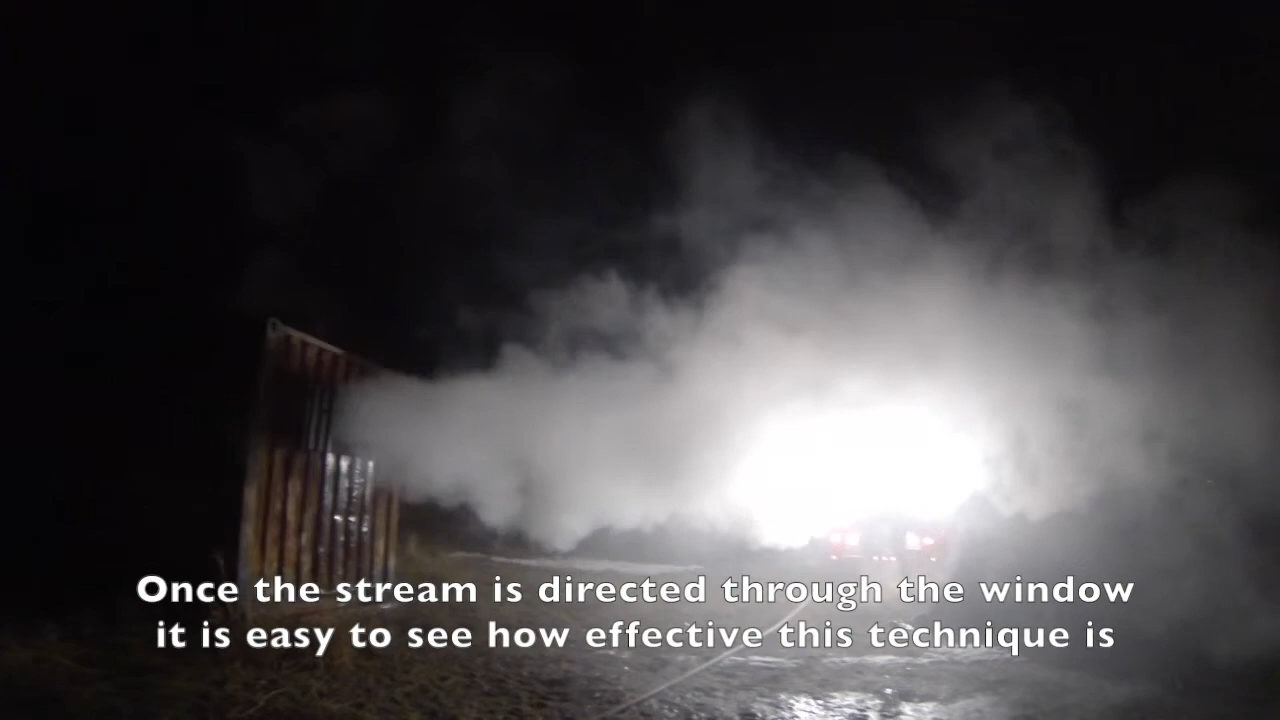 Once the stream is directed through the window
it is easy to see how effective this technique is